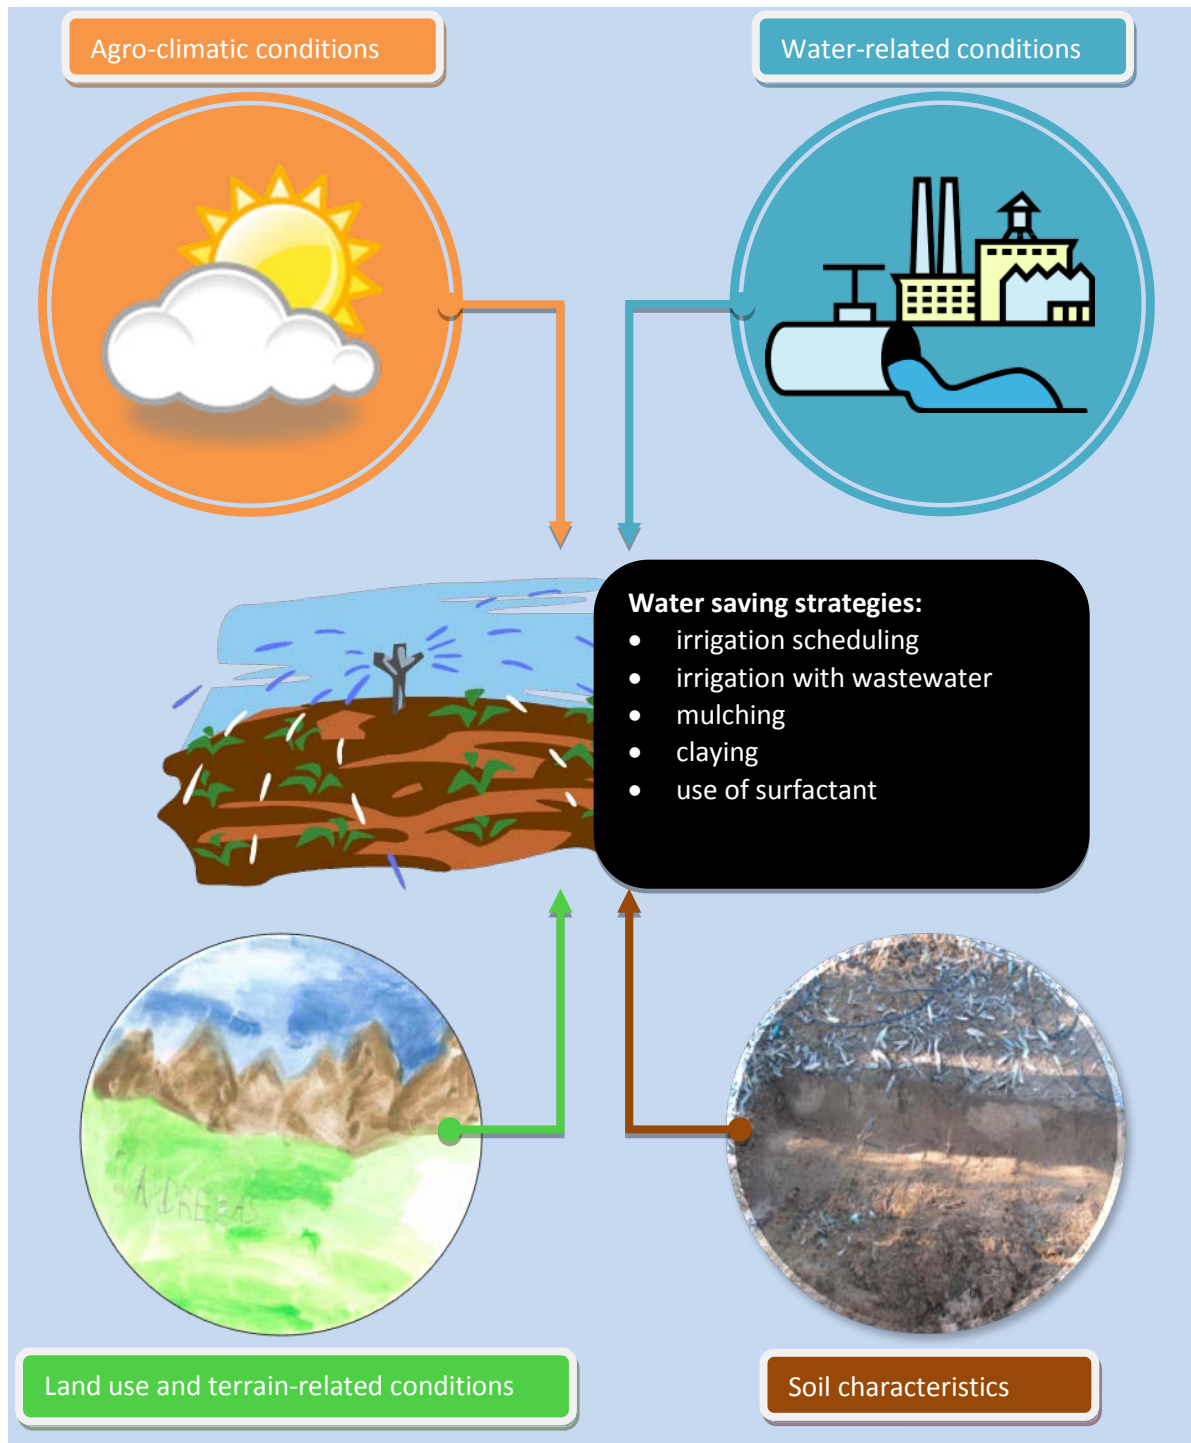 Agro-climatic conditions
Water-related conditions
Water saving strategies:
• irrigation scheduling
• irrigation with wastewater
• mulching
• claying
• use of surfactant
ANDREEAS
Land use and terrain-related conditions
Soil characteristics